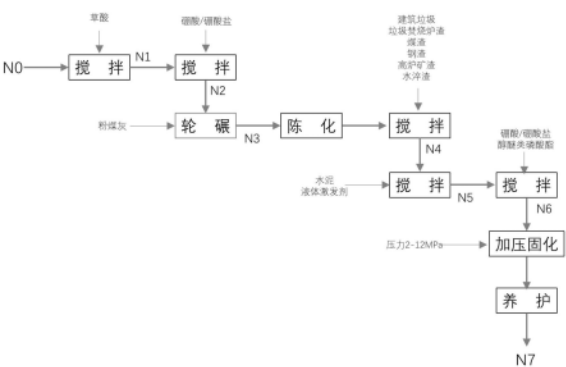 草酸
硼酸/硼酸盐
N0
搅 拌
N1
搅 拌
N2
建筑垃圾
垃圾焚烧炉渣
煤渣
钢渣
高炉矿渣
水淬渣
粉煤灰
轮 碾
N3
陈 化
搅 拌
N4
硼酸/硼酸盐
醇醚类磷酸酯
水泥
液体激发剂
搅 拌
N5
搅 拌
N6
压力2-12MPa
加压固化
养 护
N7